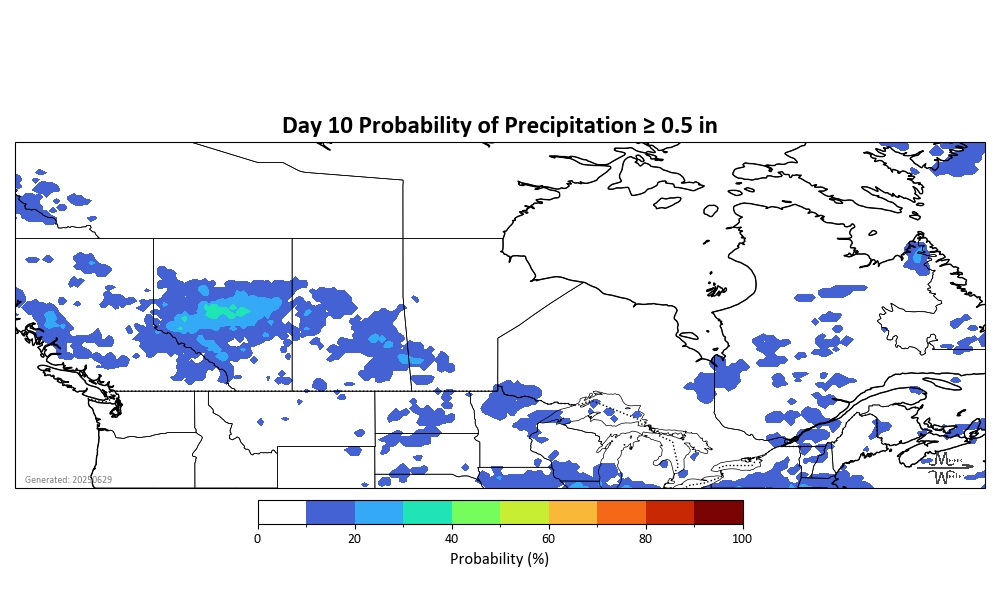 Day 10 Probability of Precipitation ≥ 0.5 in
Generated: 20250629
0 20 40 60 80 100
Probability (%)